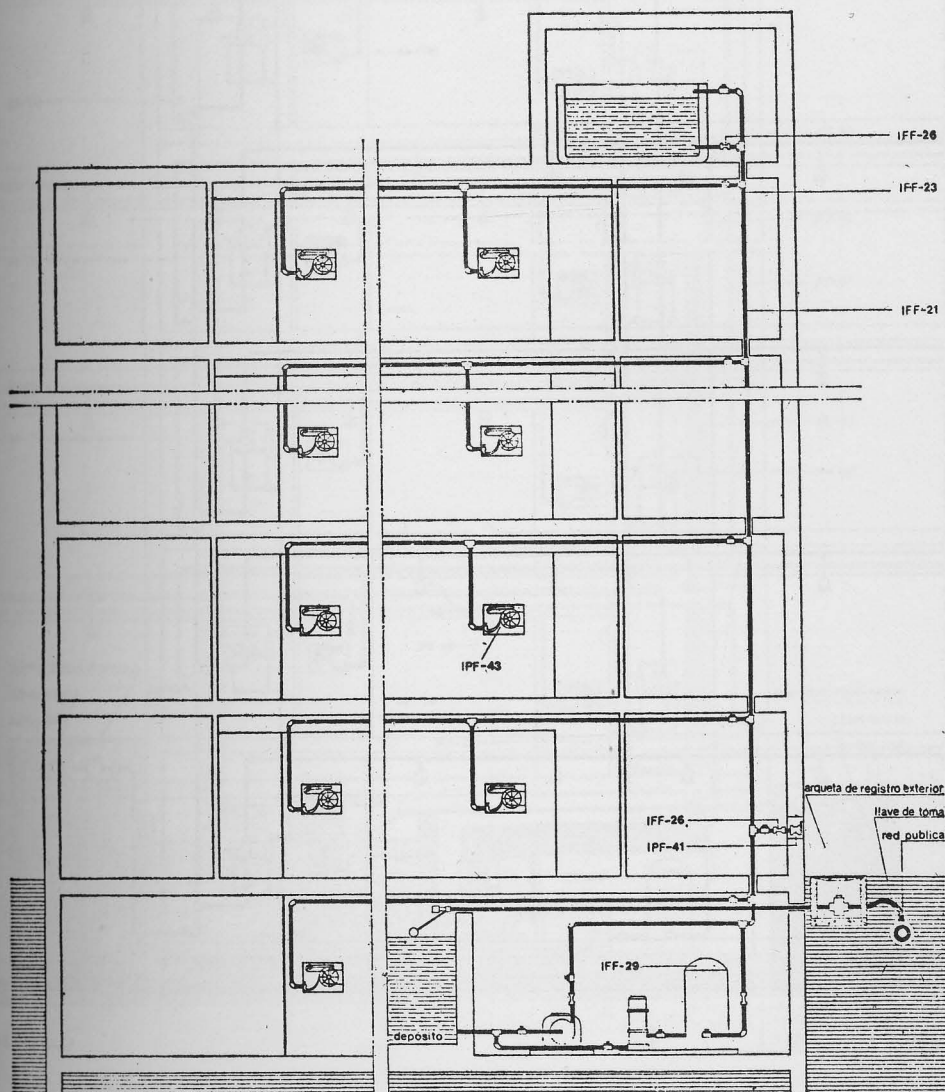 IFF-26
IFF-23
IFF-21
IPF-43
arqueta de registro exterior
llave de toma
IFF-26
red publica
IPF-41
IFF-29
deposito